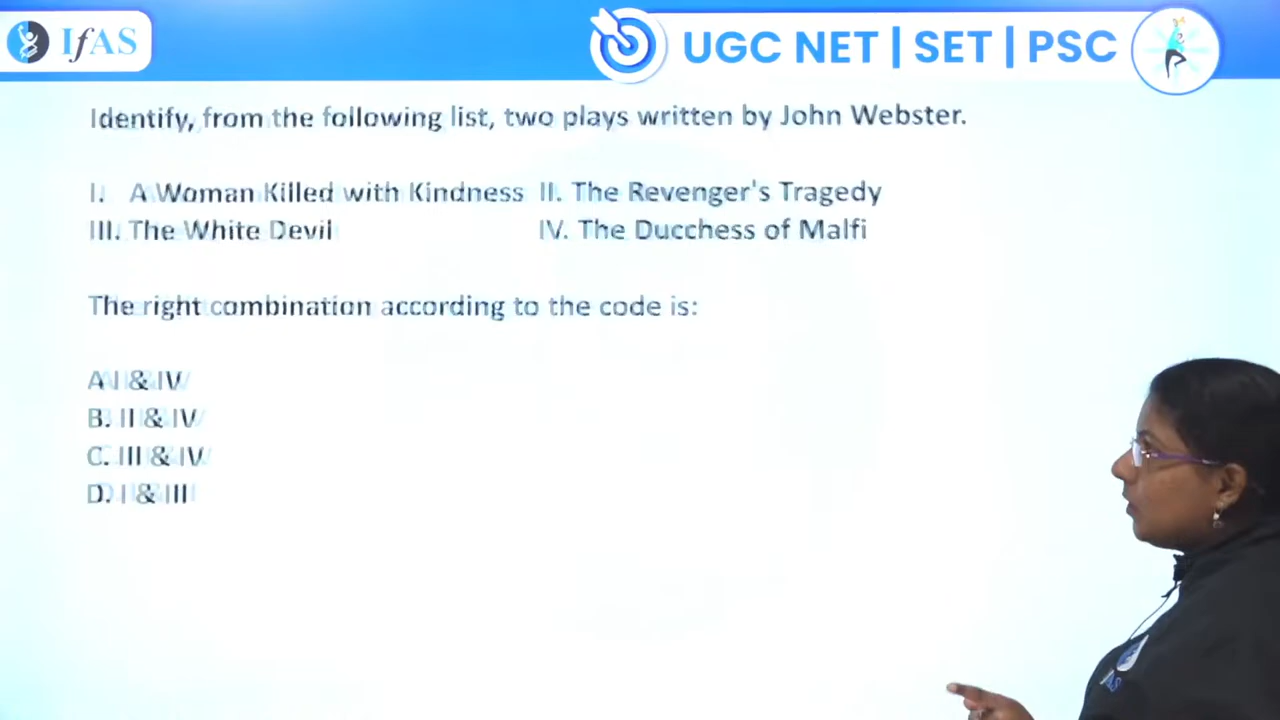 IfAS
UGC NET | SET | PSC
Identify, from the following list, two plays written by John Webster.
I. A Woman Killed with Kindness II. The Revenger's Tragedy
III. The White Devil IV. The Ducchess of Malfi
The right combination according to the code is:
A I & IV
B. II & IV
C. III & IV
D. I & III